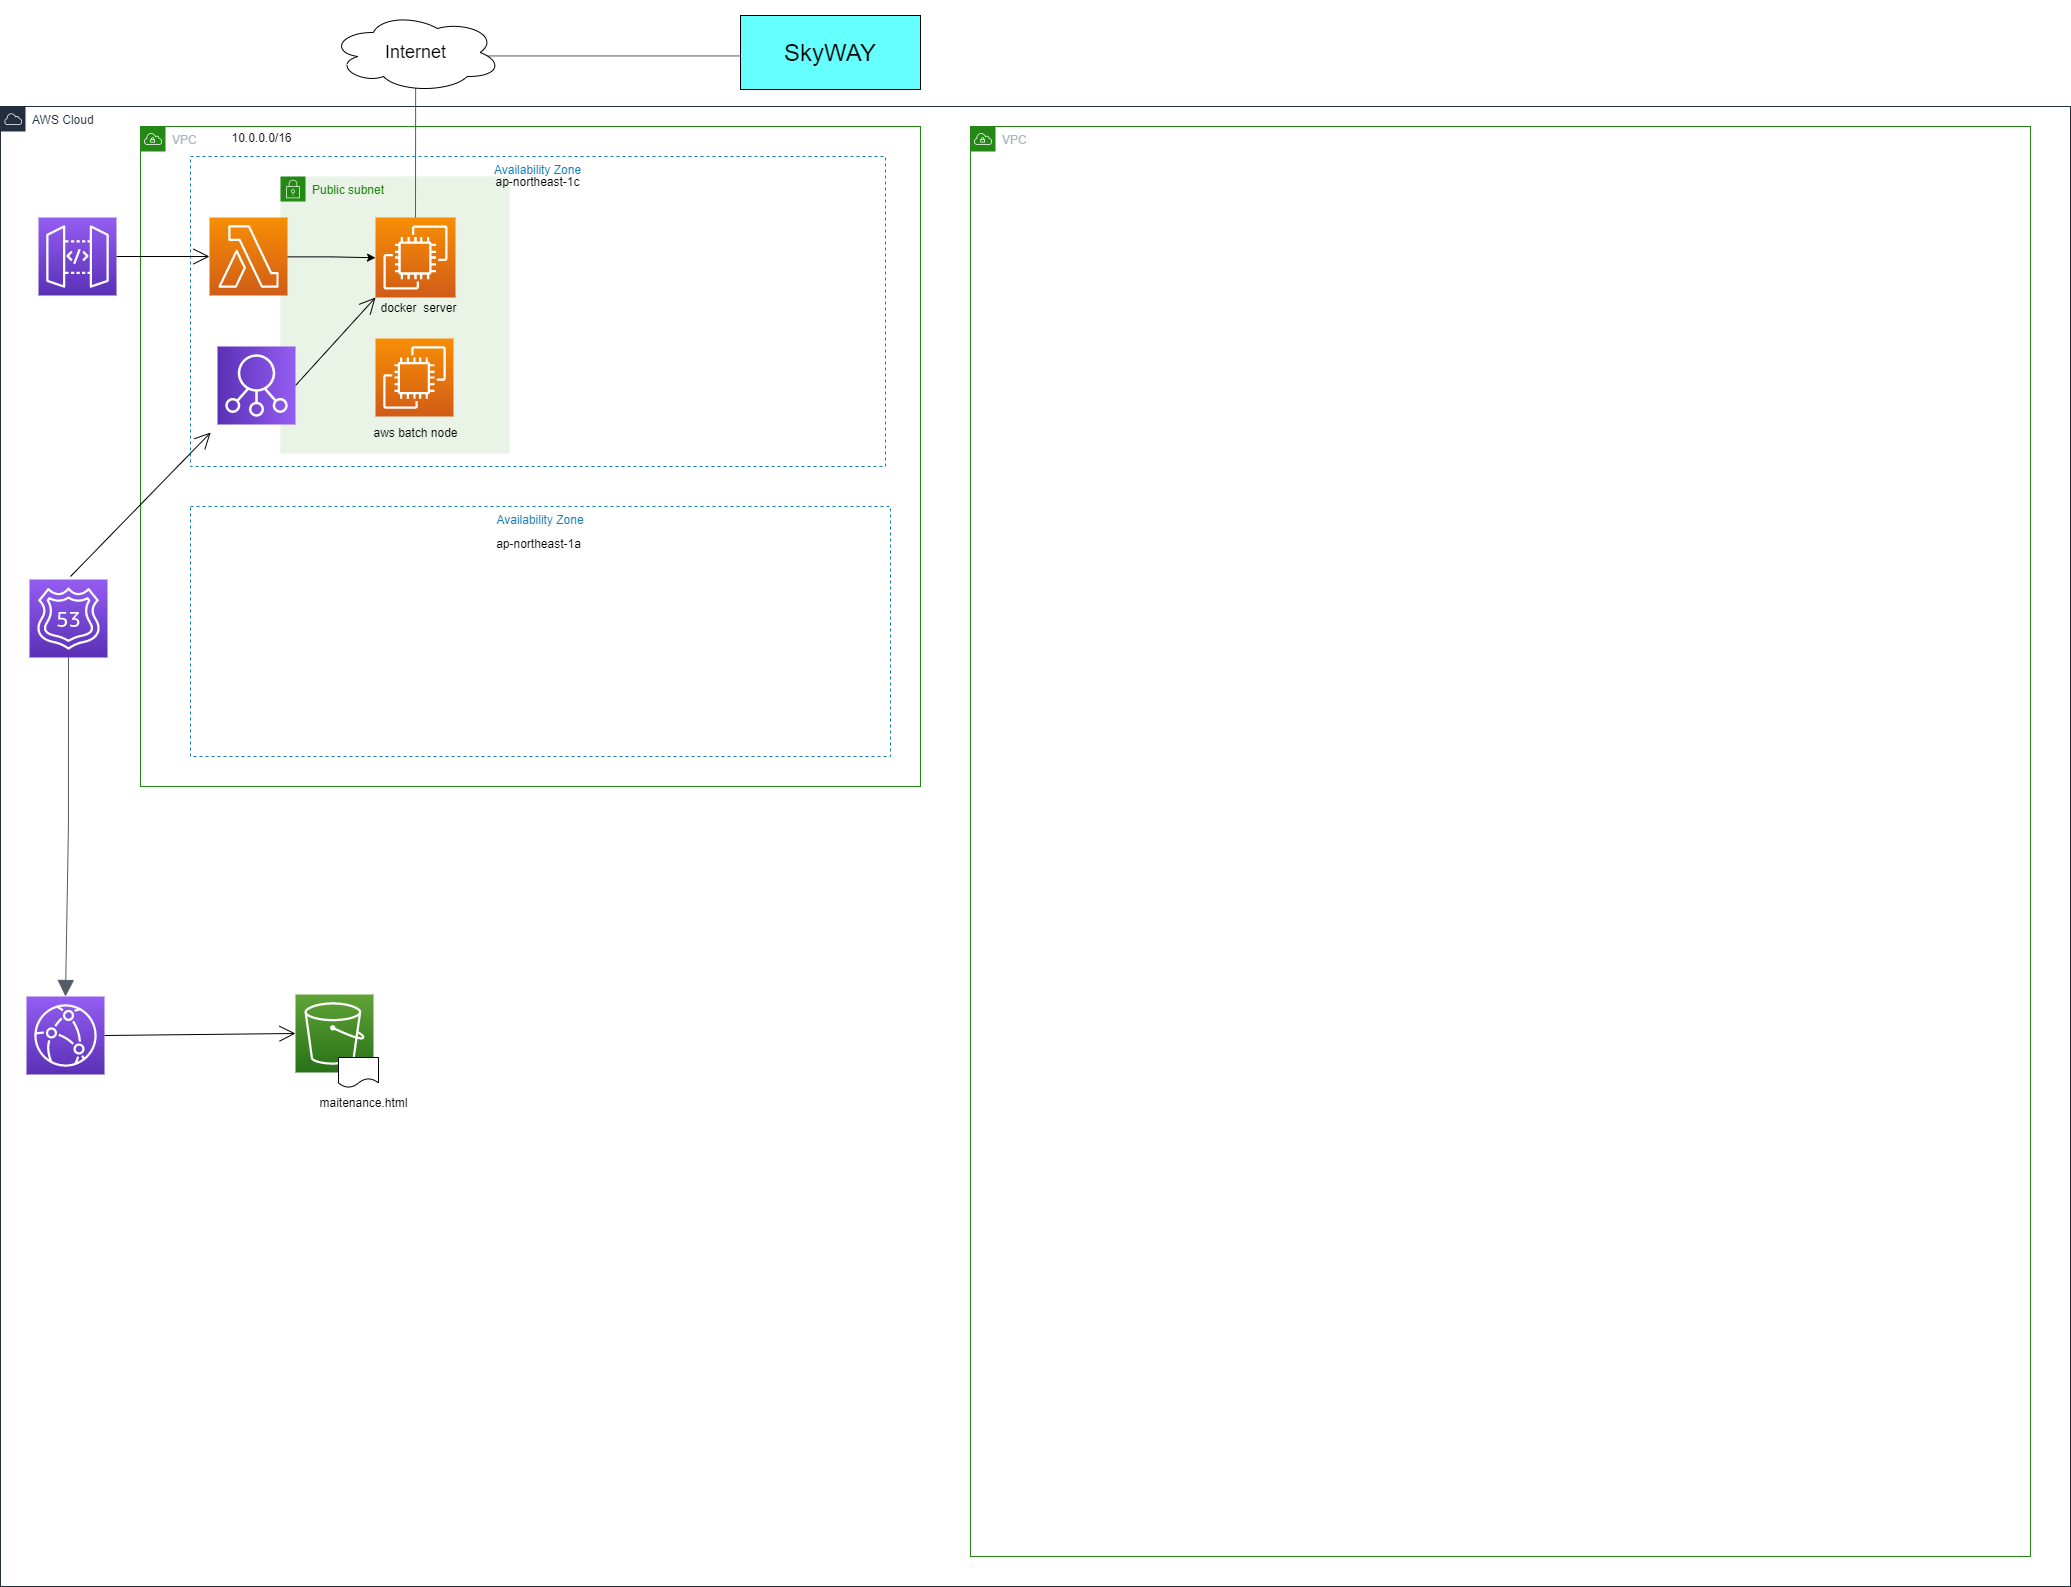 Internet
SkyWAY
AWS Cloud
VPC
10.0.0.0/16
VPC
Availability Zone
ap-northeast-1c
Public subnet
</>
docker  server
aws batch node
Availability Zone
ap-northeast-1a
53
maitenance.html